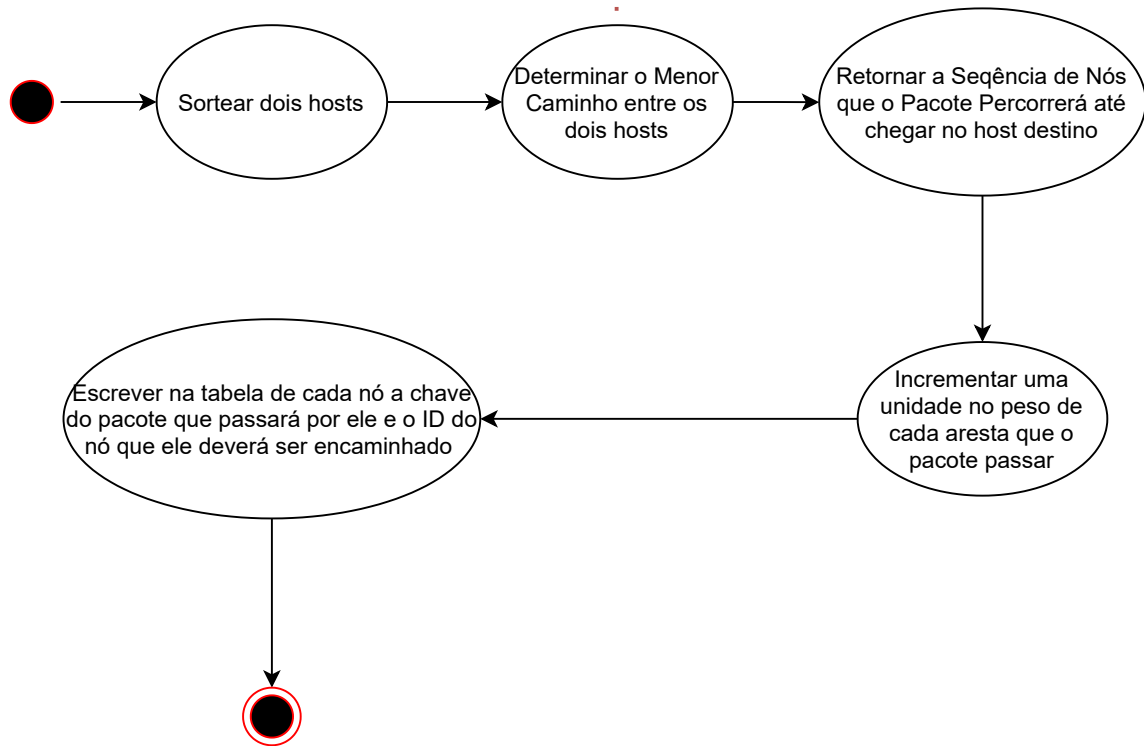 Sortear dois hosts
Determinar o Menor
Caminho entre os
dois hosts
Retornar a Seqência de Nós
que o Pacote Percorrerá até
chegar no host destino
Incrementar uma
unidade no peso de
cada aresta que o
pacote passar
Escrever na tabela de cada nó a chave
do pacote que passará por ele e o ID do
nó que ele deverá ser encaminhado